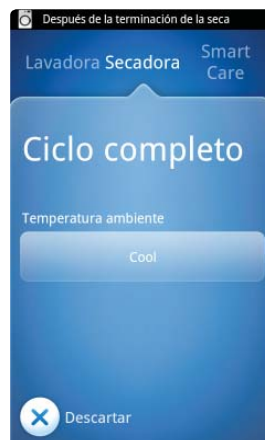 Después de la terminación de la seca
Lavadora Secadora Smart
Care
Ciclo completo
Temperatura ambiente
Cool
Descartar